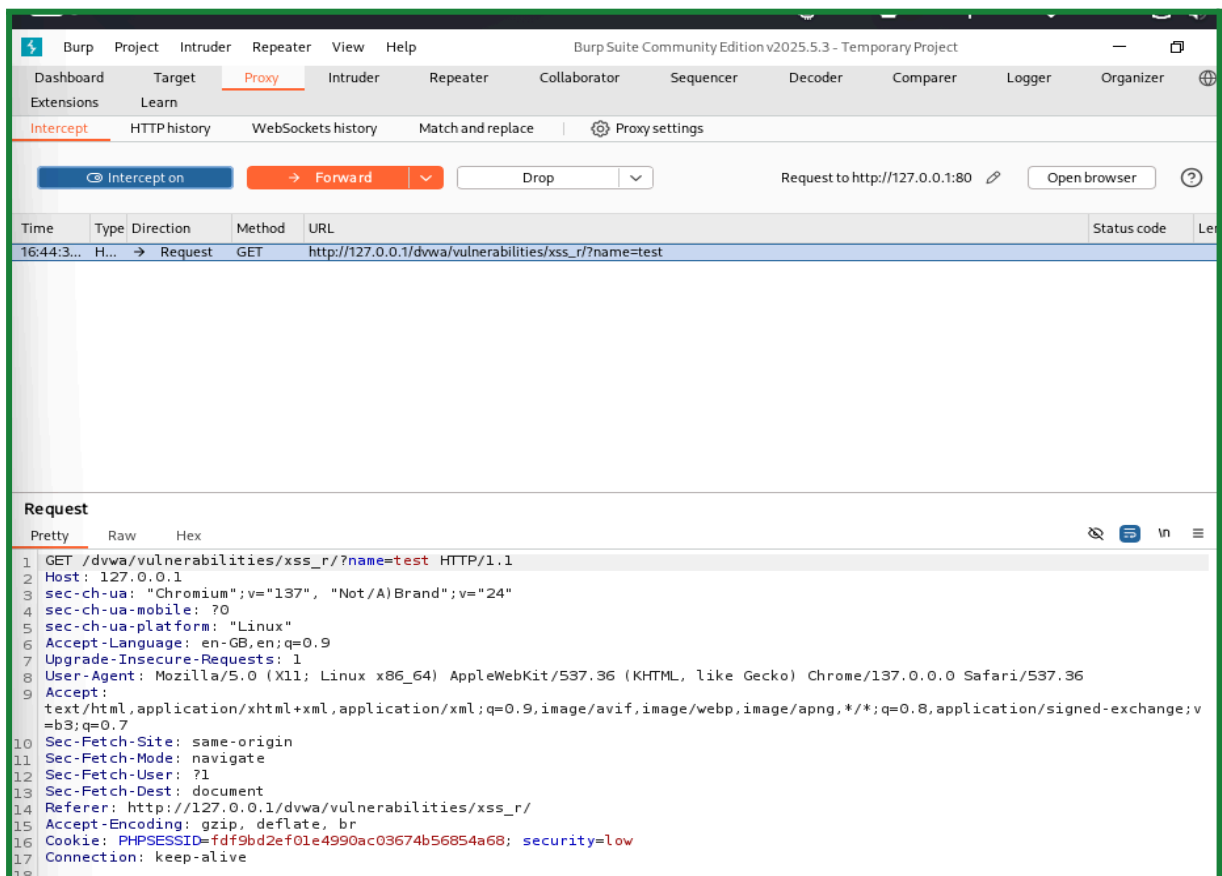 Burp Project Intruder Repeater View Help Burp Suite Community Edition v2025.5.3 - Temporary Project
Dashboard Target Proxy Intruder Repeater Collaborator Sequencer Decoder Comparer Logger Organizer
Extensions Learn
Intercept HTTP history WebSockets history Match and replace Proxy settings
Intercept on → Forward Drop Request to http://127.0.0.1:80 Open browser ?
Time Type Direction Method URL Status code Ler
16:44:3... H... → Request GET http://127.0.0.1/dvwa/vulnerabilities/xss_r/?name=test
Request
Pretty Raw Hex \n
1 GET /dvwa/vulnerabilities/xss_r/?name=test HTTP/1.1
2 Host: 127.0.0.1
3 sec-ch-ua: "Chromium";v="137", "Not/A)Brand";v="24"
4 sec-ch-ua-mobile: ?0
5 sec-ch-ua-platform: "Linux"
6 Accept-Language: en-GB,en;q=0.9
7 Upgrade-Insecure-Requests: 1
8 User-Agent: Mozilla/5.0 (X11; Linux x86_64) AppleWebKit/537.36 (KHTML, like Gecko) Chrome/137.0.0.0 Safari/537.36
9 Accept:
text/html,application/xhtml+xml,application/xml;q=0.9,image/avif,image/webp,image/apng,*/*;q=0.8,application/signed-exchange;v
=b3;q=0.7
10 Sec-Fetch-Site: same-origin
11 Sec-Fetch-Mode: navigate
12 Sec-Fetch-User: ?1
13 Sec-Fetch-Dest: document
14 Referer: http://127.0.0.1/dvwa/vulnerabilities/xss_r/
15 Accept-Encoding: gzip, deflate, br
16 Cookie: PHPSESSID=fdf9bd2ef01e4990ac03674b56854a68; security=low
17 Connection: keep-alive
18